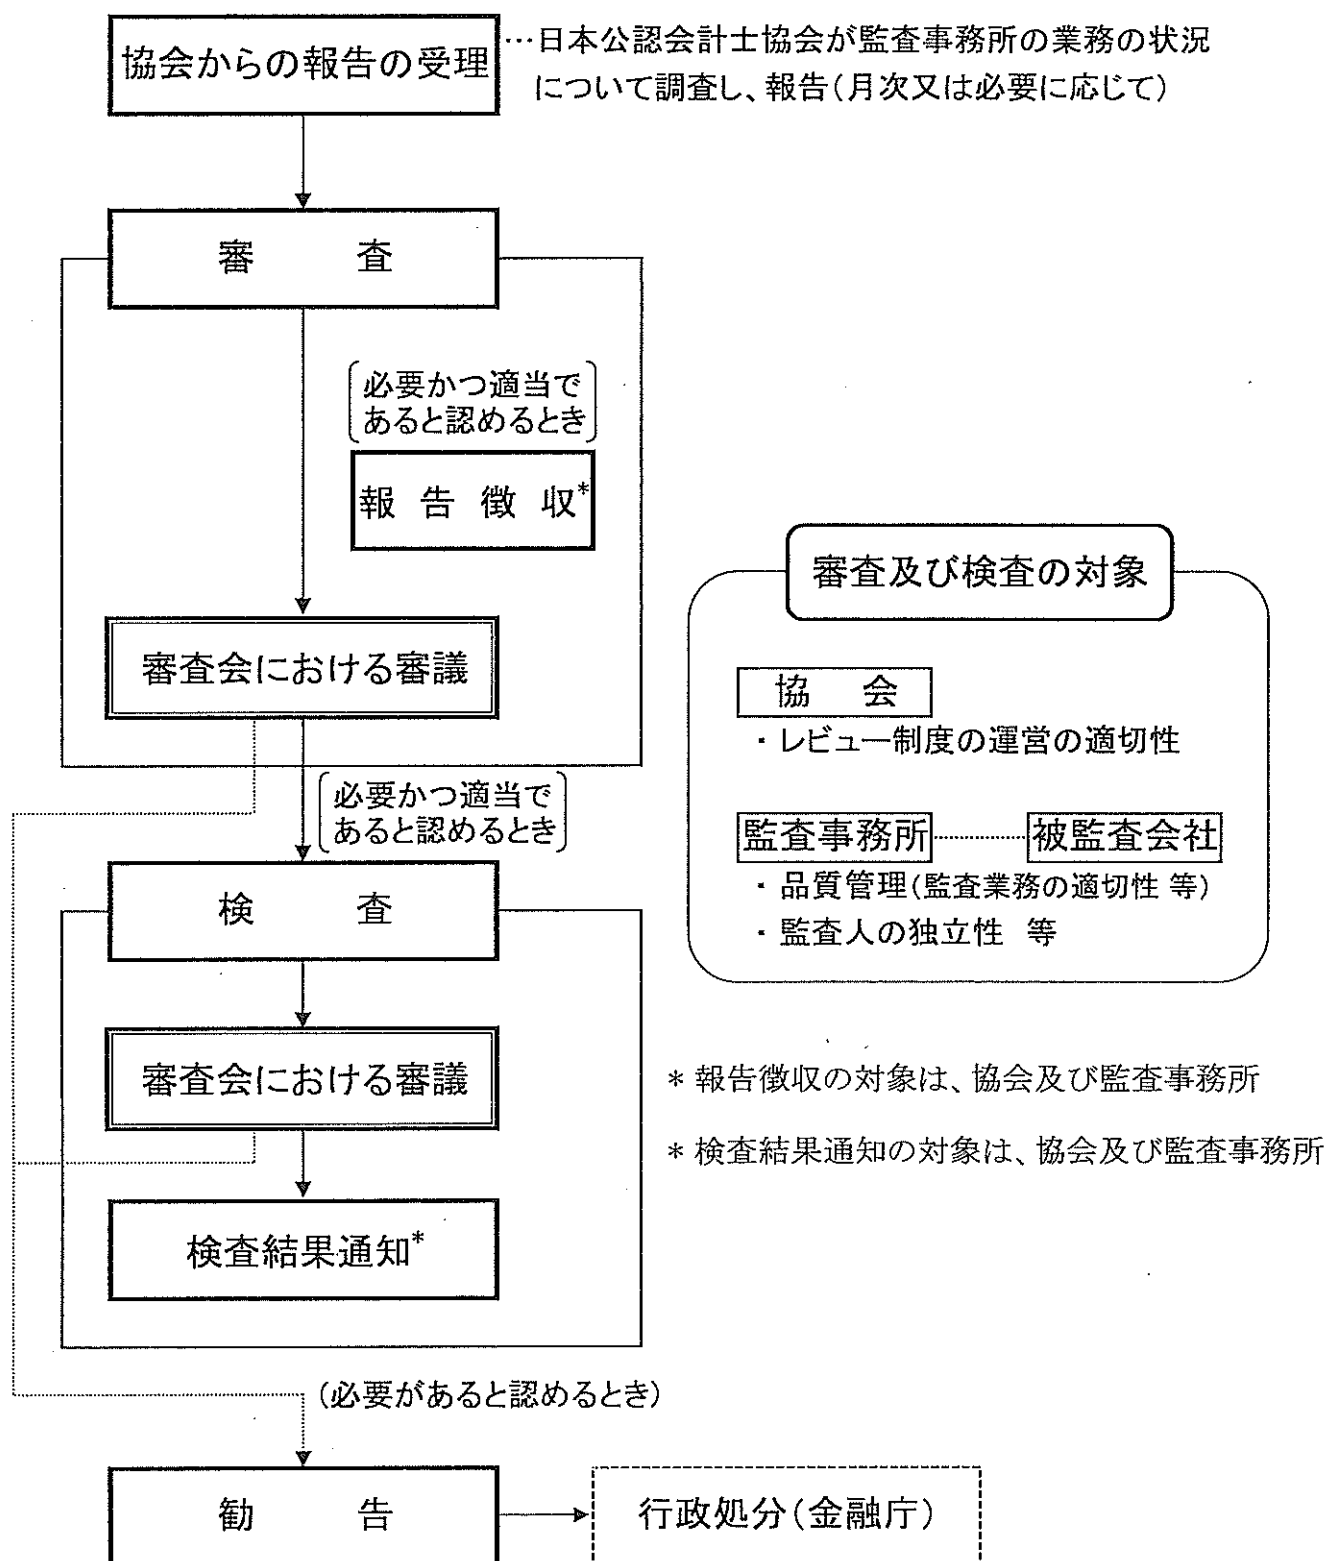 協会からの報告の受理
…日本公認会計士協会が監査事務所の業務の状況
について調査し、報告(月次又は必要に応じて)
審　　査
必要かつ適当で
あると認めるとき
報 告 徴 収*
審査会における審議
必要かつ適当で
あると認めるとき
検　　査
審査会における審議
検査結果通知*
(必要があると認めるとき)
勧　　告
行政処分(金融庁)
審査及び検査の対象
協　会
・レビュー制度の運営の適切性
監査事務所
被監査会社
・品質管理(監査業務の適切性 等)
・監査人の独立性 等
* 報告徴収の対象は、協会及び監査事務所
* 検査結果通知の対象は、協会及び監査事務所